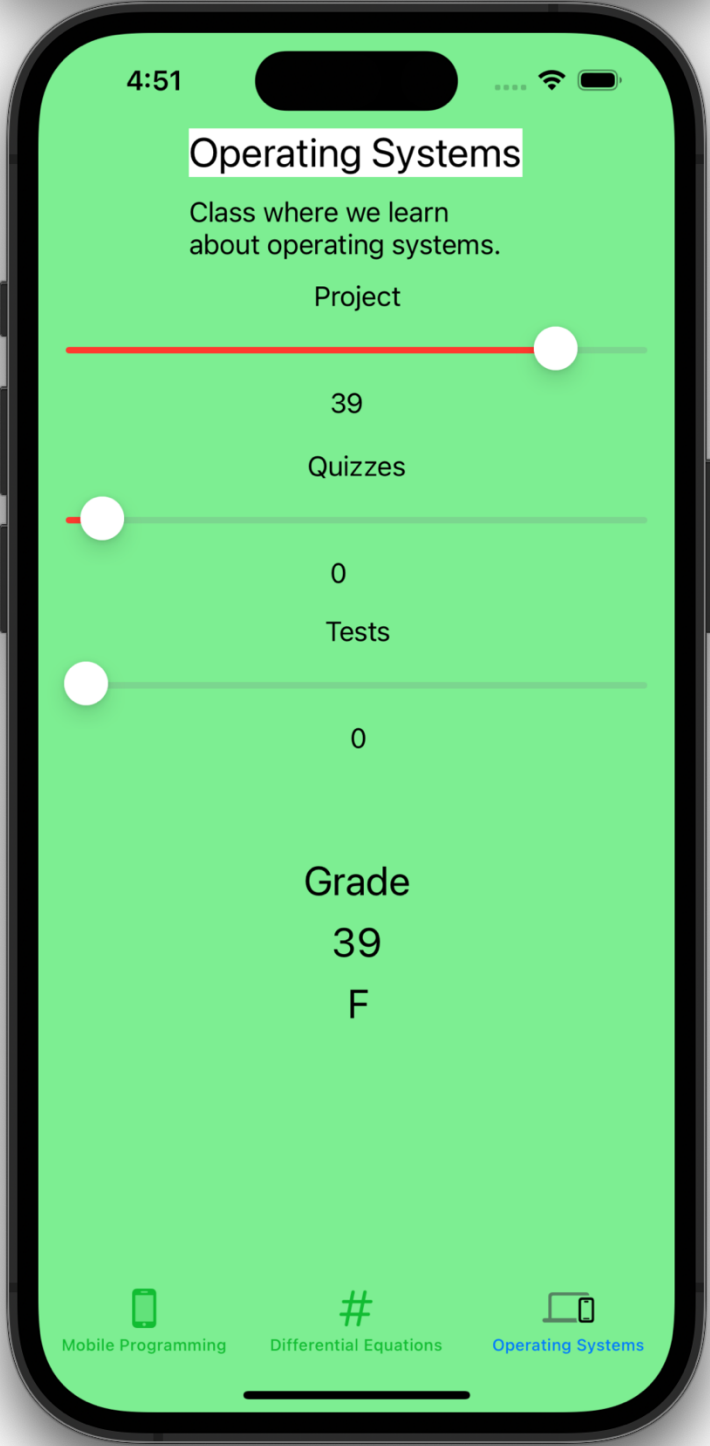 4:51
Operating Systems
Class where we learn
about operating systems.
Project
39
Quizzes
0
Tests
0
Grade
39
F
Mobile Programming
Differential Equations
Operating Systems